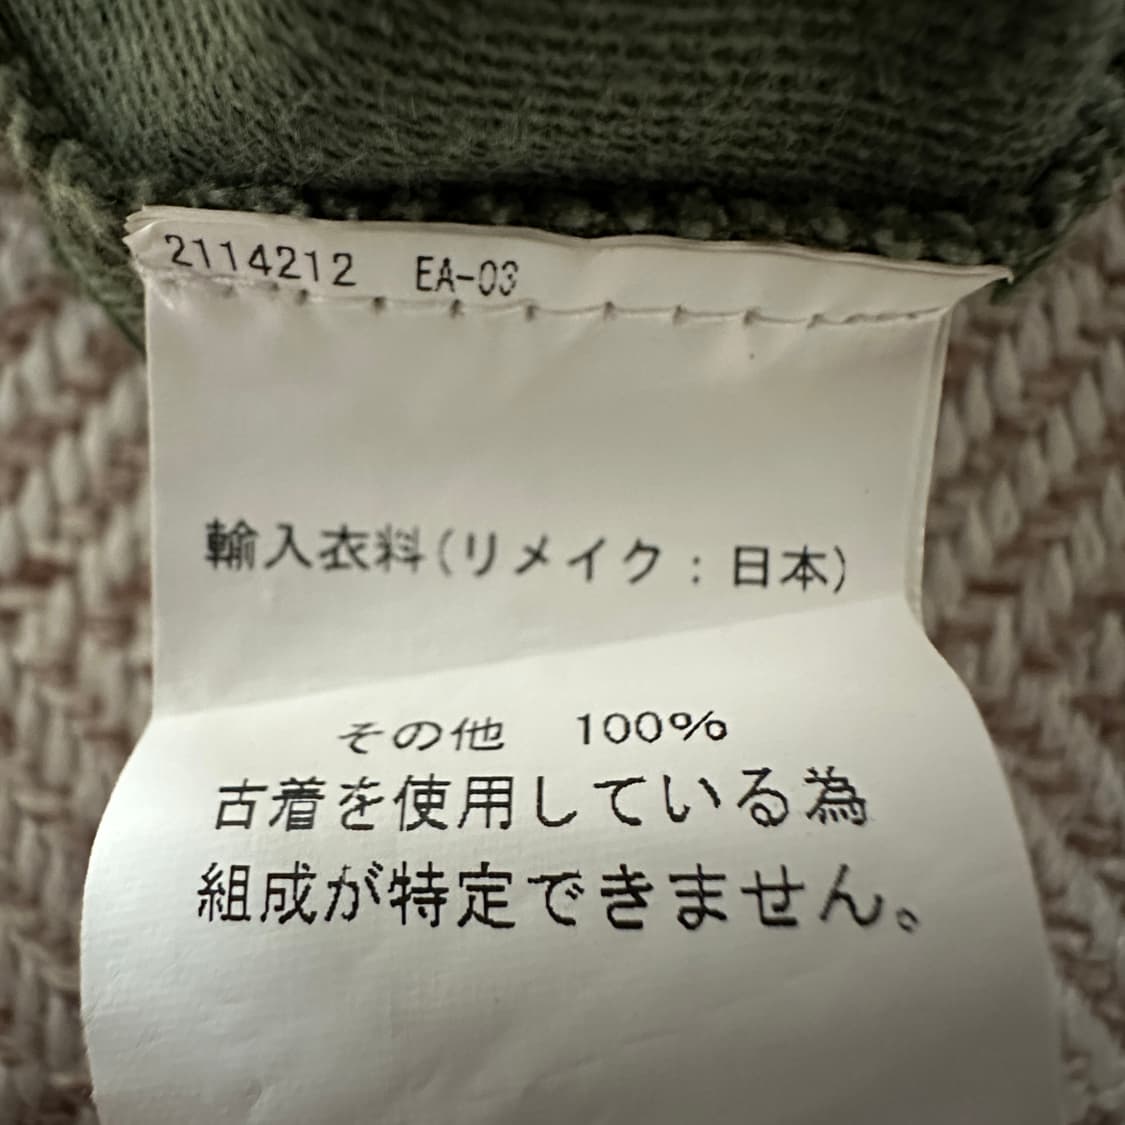 2114212 EA-03
輸入衣料(リメイク:日本)
その他 100%
古着を使用している為
組成が特定できません。